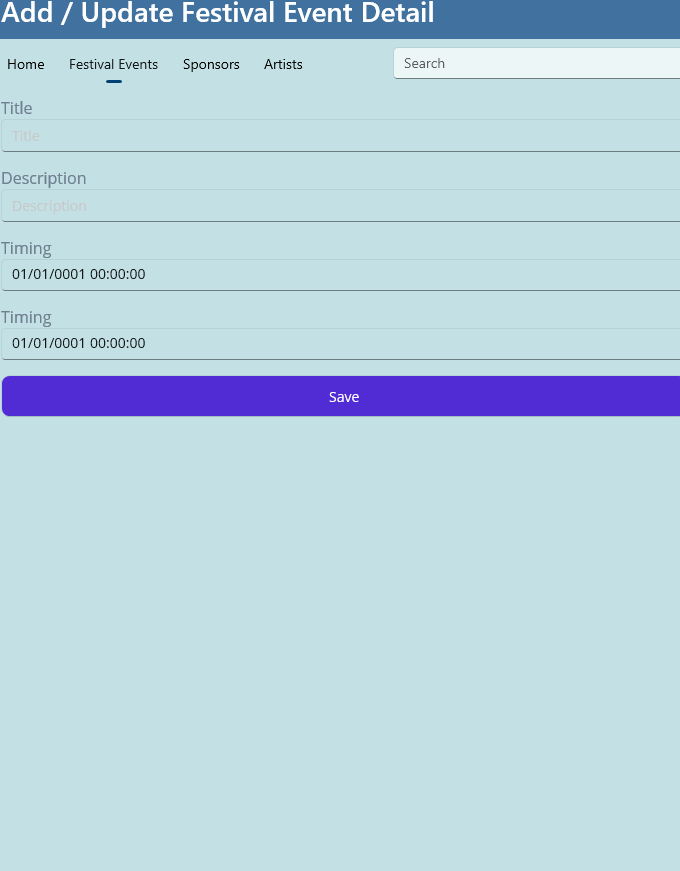 Add / Update Festival Event Detail
Home Festival Events Sponsors Artists Search
Title
Title
Description
Description
Timing
01/01/0001 00:00:00
Timing
01/01/0001 00:00:00
Save